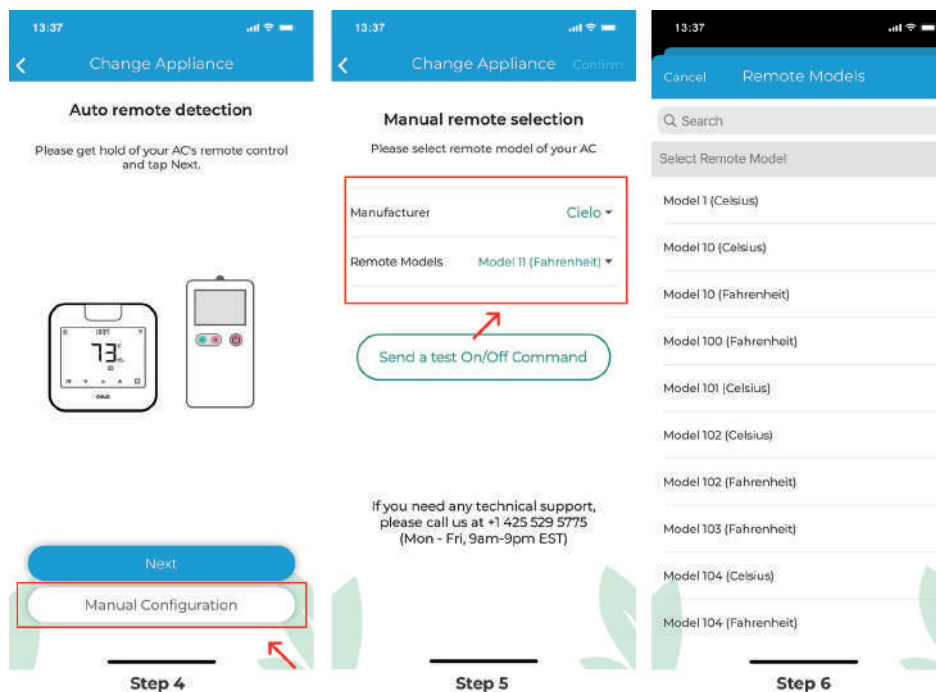 13:37
Change Appliance
Auto remote detection
Please get hold of your AC's remote control
and tap Next.
73
Next
Manual Configuration
Step 4
13:37
Change Appliance Confirm
Manual remote selection
Please select remote model of your AC
Manufacturer Cielo
Remote Models Model 11 (Fahrenheit)
Send a test On/Off Command
If you need any technical support,
please call us at +1 425 529 5775
(Mon - Fri, 9am-9pm EST)
Step 5
13:37
Cancel Remote Models
Search
Select Remote Model
Model 1 (Celsius)
Model 10 (Celsius)
Model 10 (Fahrenheit)
Model 100 (Fahrenheit)
Model 101 (Celsius)
Model 102 (Celsius)
Model 102 (Fahrenheit)
Model 103 (Fahrenheit)
Model 104 (Celsius)
Model 104 (Fahrenheit)
Step 6